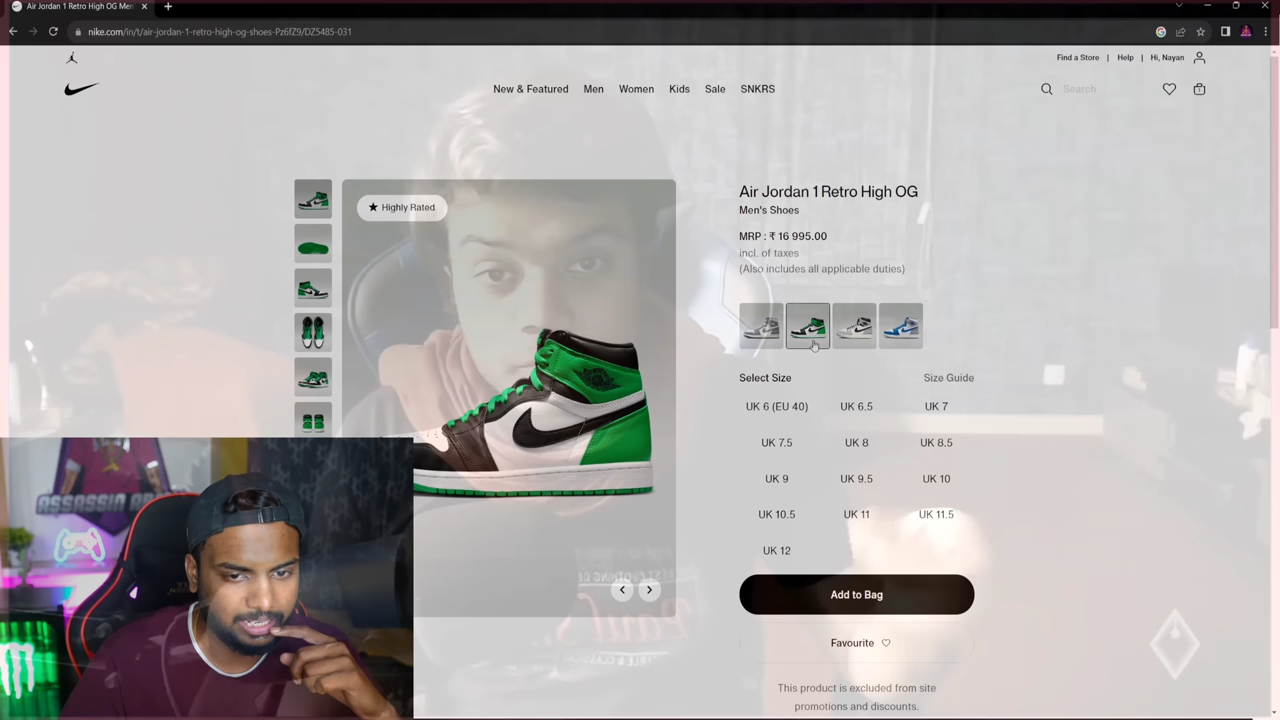 Air Jordan 1 Retro High OG Men
nike.com/in/t/air-jordan-1-retro-high-og-shoes-Pz6fZ9/DZ5485-031
Find a Store | Help | Hi, Nayan
New & Featured Men Women Kids Sale SNKRS
Search
Highly Rated
Air Jordan 1 Retro High OG
Men's Shoes
MRP : ₹ 16 995.00
incl. of taxes
(Also includes all applicable duties)
Select Size Size Guide
UK 6 (EU 40) UK 6.5 UK 7
UK 7.5 UK 8 UK 8.5
UK 9 UK 9.5 UK 10
UK 10.5 UK 11 UK 11.5
UK 12
Add to Bag
Favourite
This product is excluded from site
promotions and discounts.
ASSASSIN